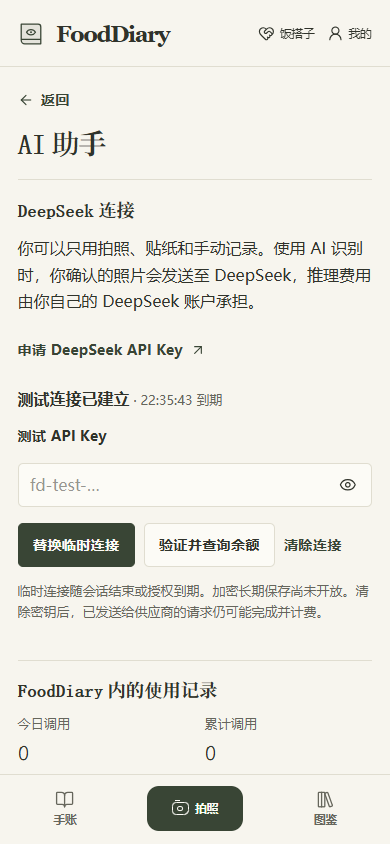 FoodDiary
饭搭子
我的
返回
AI 助手
DeepSeek 连接
你可以只用拍照、贴纸和手动记录。使用 AI 识别
时，你确认的照片会发送至 DeepSeek，推理费用
由你自己的 DeepSeek 账户承担。
申请 DeepSeek API Key
测试连接已建立 · 22:35:43 到期
测试 API Key
fd-test-...
替换临时连接
验证并查询余额
清除连接
临时连接随会话结束或授权到期。加密长期保存尚未开放。清
除密钥后，已发送给供应商的请求仍可能完成并计费。
FoodDiary 内的使用记录
今日调用
累计调用
0
0
手账
拍照
图鉴